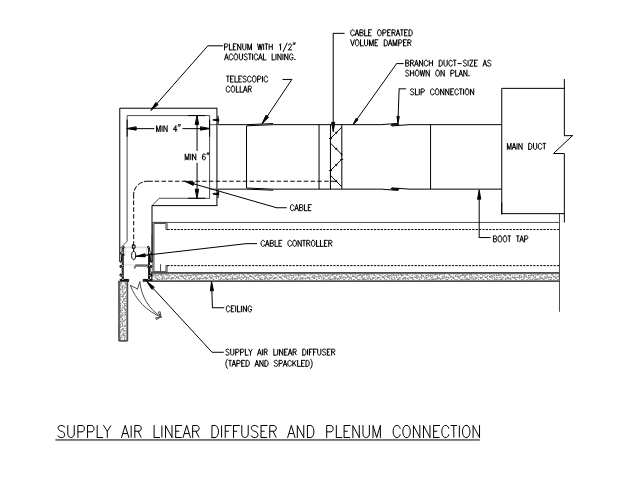 CABLE OPERATED
VOLUME DAMPER
PLENUM WITH 1/2"
ACOUSTICAL LINING.
BRANCH DUCT-SIZE AS
SHOWN ON PLAN.
TELESCOPIC
COLLAR
SLIP CONNECTION
MIN 4"
MAIN DUCT
MIN 6"
CABLE
BOOT TAP
CABLE CONTROLLER
CEILING
SUPPLY AIR LINEAR DIFFUSER
(TAPED AND SPACKLED)
SUPPLY AIR LINEAR DIFFUSER AND PLENUM CONNECTION